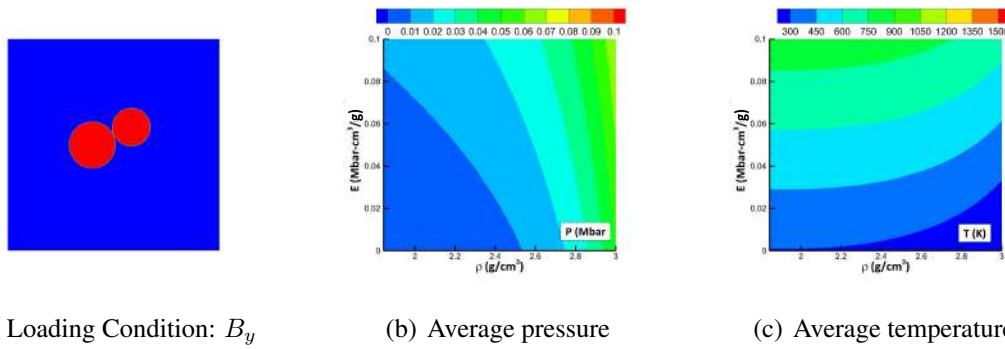 0 0.01 0.02 0.03 0.04 0.05 0.06 0.07 0.08 0.09 0.1
0.1
0.08
0.06
0.04
0.02
0
E (Mbar-cm³/g)
2 2.2 2.4 2.6 2.8 3
ρ (g/cm³)
P (Mbar
300 450 600 750 900 1050 1200 1350 150
0.1
0.08
0.06
0.04
0.02
0
E (Mbar-cm³/g)
2 2.2 2.4 2.6 2.8 3
ρ (g/cm³)
T (K)
Loading Condition: B_y
(b) Average pressure
(c) Average temperature